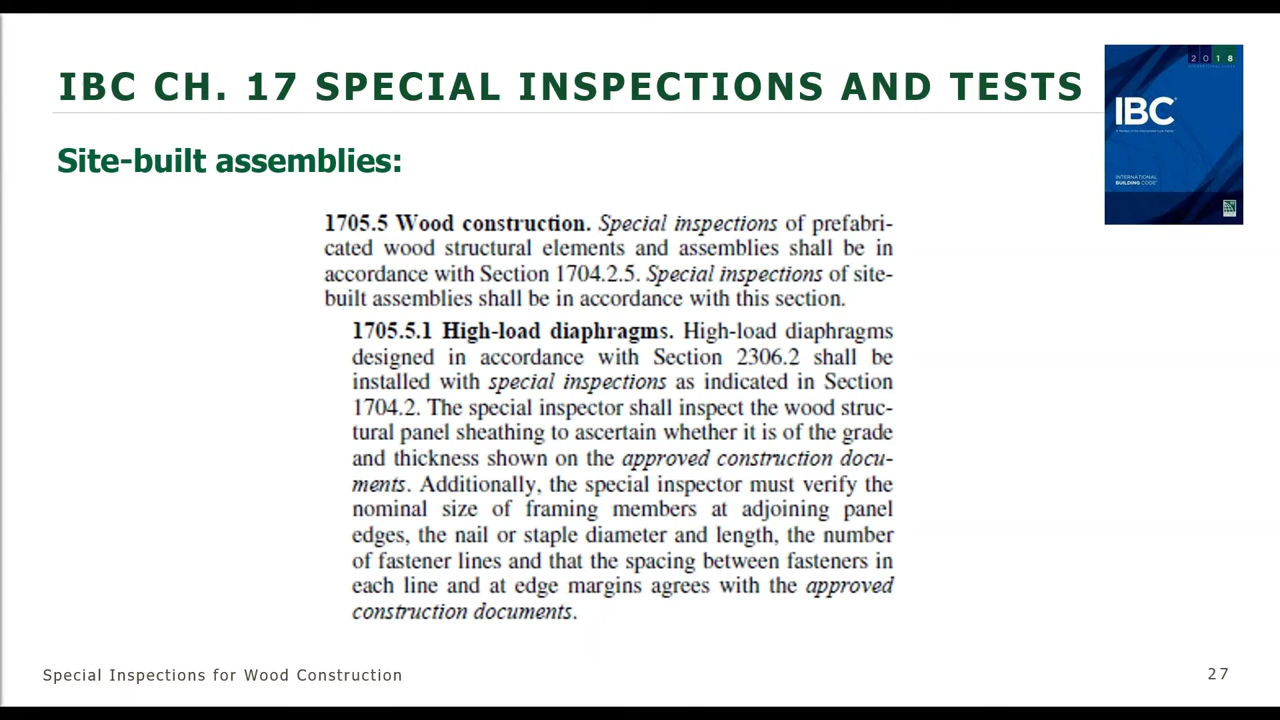 IBC CH. 17 SPECIAL INSPECTIONS AND TESTS
2018
IBC
INTERNATIONAL
BUILDING CODE
Site-built assemblies:
1705.5 Wood construction. Special inspections of prefabri-
cated wood structural elements and assemblies shall be in
accordance with Section 1704.2.5. Special inspections of site-
built assemblies shall be in accordance with this section.
1705.5.1 High-load diaphragms. High-load diaphragms
designed in accordance with Section 2306.2 shall be
installed with special inspections as indicated in Section
1704.2. The special inspector shall inspect the wood struc-
tural panel sheathing to ascertain whether it is of the grade
and thickness shown on the approved construction docu-
ments. Additionally, the special inspector must verify the
nominal size of framing members at adjoining panel
edges, the nail or staple diameter and length, the number
of fastener lines and that the spacing between fasteners in
each line and at edge margins agrees with the approved
construction documents.
Special Inspections for Wood Construction
27